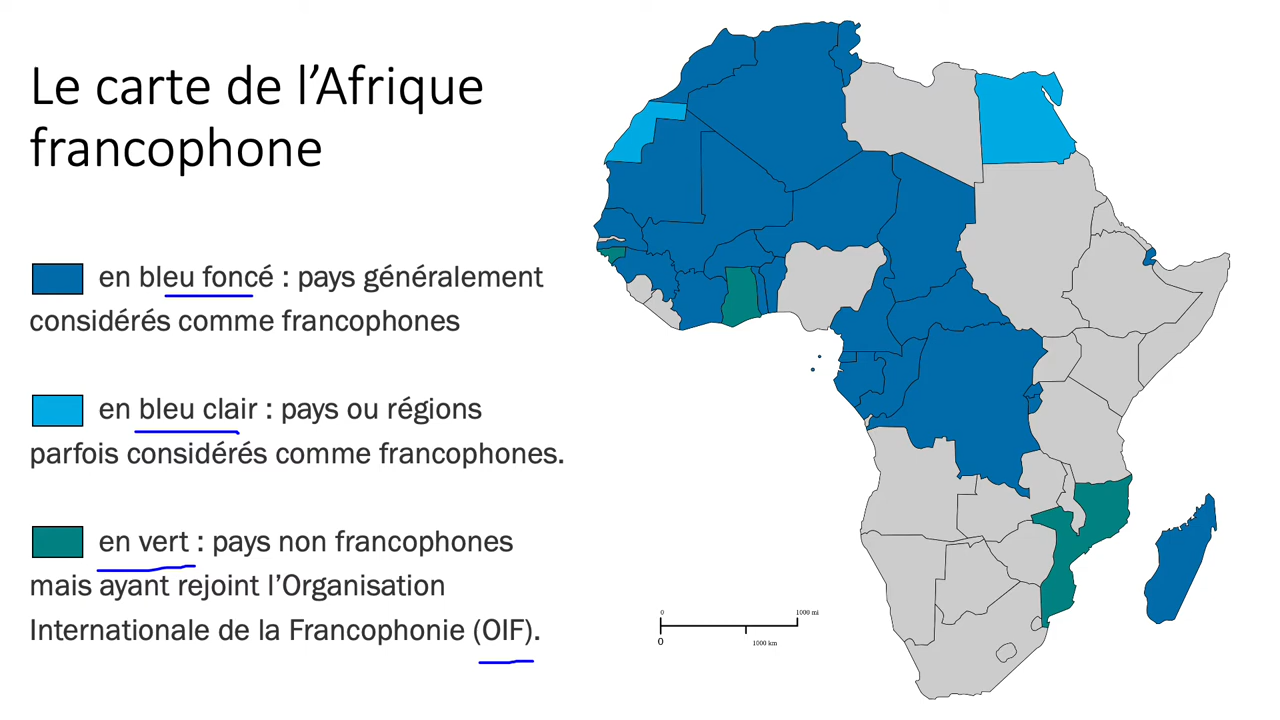 Le carte de l’Afrique
francophone
en bleu foncé : pays généralement
considérés comme francophones
en bleu clair : pays ou régions
parfois considérés comme francophones.
en vert : pays non francophones
mais ayant rejoint l’Organisation
Internationale de la Francophonie (OIF).
0 1000 mi
0 1000 km